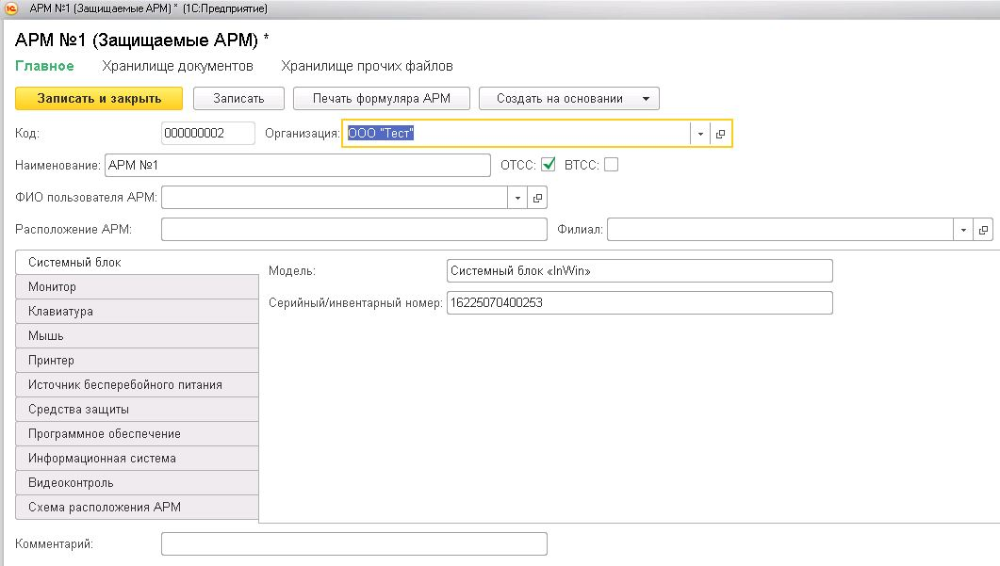 АРМ №1 (Защищаемые АРМ) * (1С:Предприятие)
АРМ №1 (Защищаемые АРМ) *
Главное Хранилище документов Хранилище прочих файлов
Записать и закрыть Записать Печать формуляра АРМ Создать на основании
Код: 000000002 Организация: ООО "Тест"
Наименование: АРМ №1 ОТСС: ВТСС:
ФИО пользователя АРМ:
Расположение АРМ: Филиал:
Системный блок
Модель: Системный блок «InWin»
Монитор
Серийный/инвентарный номер: 16225070400253
Клавиатура
Мышь
Принтер
Источник бесперебойного питания
Средства защиты
Программное обеспечение
Информационная система
Видеоконтроль
Схема расположения АРМ
Комментарий: